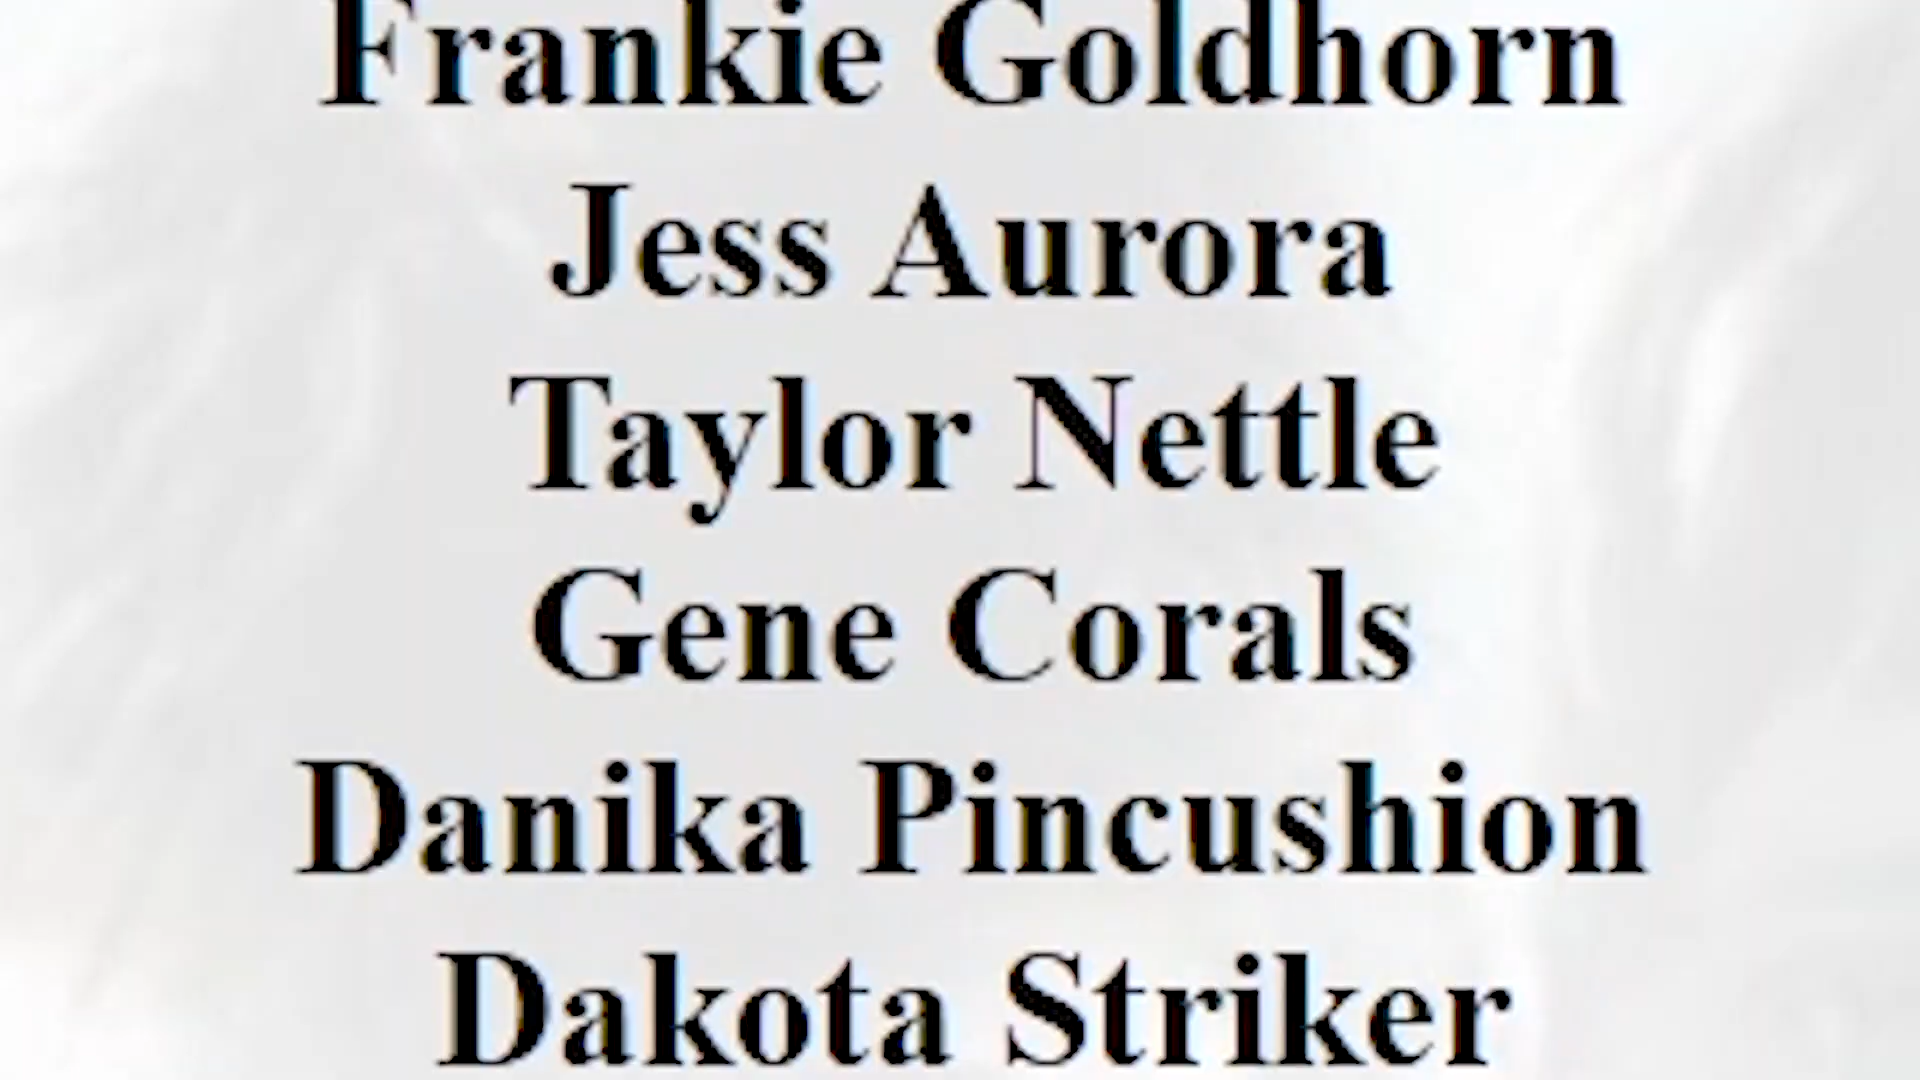 Frankie Goldhorn
Jess Aurora
Taylor Nettle
Gene Corals
Danika Pincushion
Dakota Striker